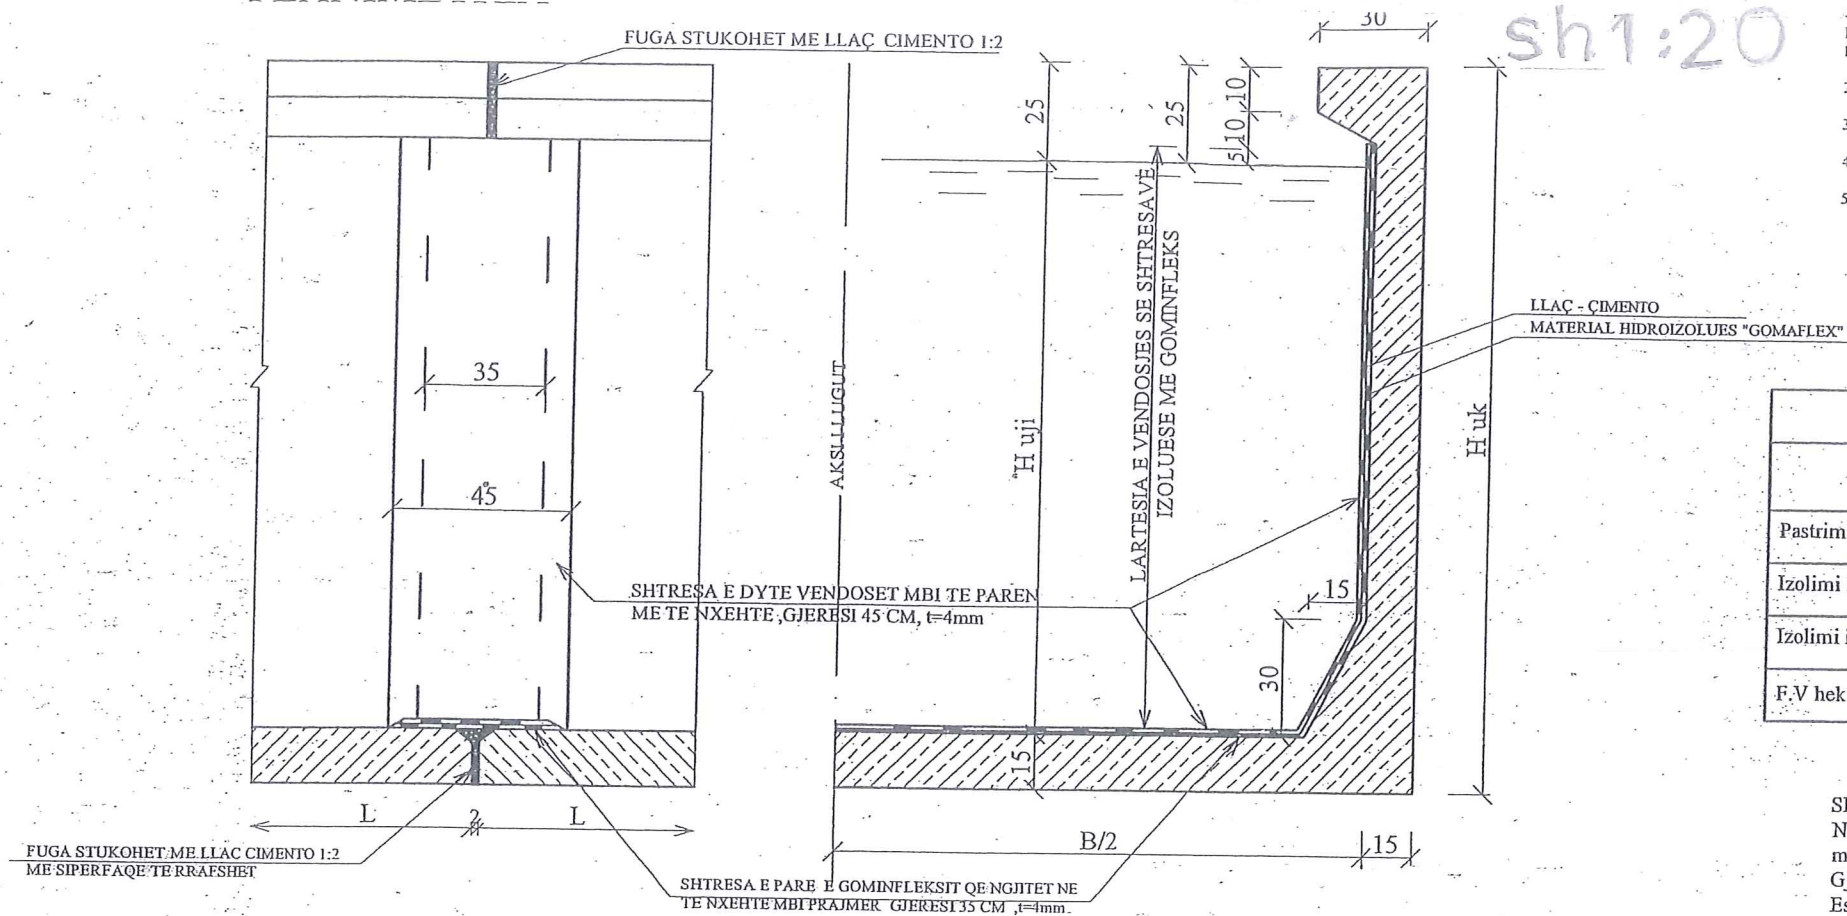 FUGA STUKOHET ME LLAÇ CIMENTO 1:2
30
sh1:20
25
25
10
10
5
3
4
5
LLAÇ - ÇIMENTO
MATERIAL HIDROIZOLUES "GOMAFLEX"
35
45
AKSI LLUGUT
H uji
LARTESIA E VENDOSJES SE SHTRESAVE
IZOLUESE ME GOMINFLEKS
H uk
SHTRESA E DYTE VENDOSET MBI TE PAREN
ME TE NXEHTE ,GJERESI 45 CM, t=4mm
15
30
15
Pastrim
Izolimi
Izolimi
F.V hek
L
2
L
B/2
15
FUGA STUKOHET ME LLAC CIMENTO 1:2
ME SIPERFAQE TE RRAFSHET
SHTRESA E PARE E GOMINFLEKSIT QE NGJITET NE
TE NXEHTE MBI PRAJMER GJERESI 35 CM ,t=4mm.
N
m
G
Es